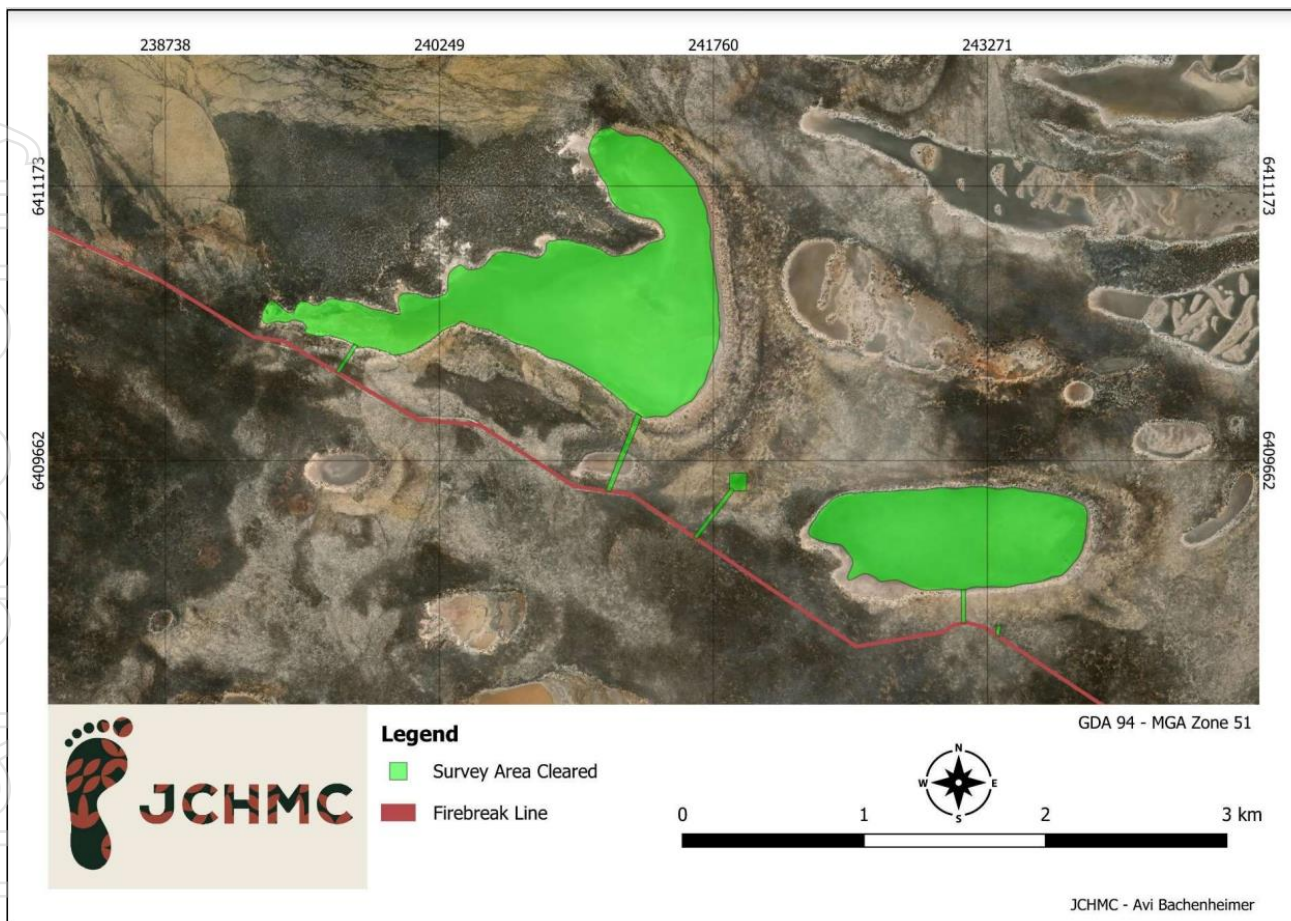 238738 240249 241760 243271
6411173 6411173
6409662 6409662
JCHMC
Legend
Survey Area Cleared
Firebreak Line
GDA 94 - MGA Zone 51
N
W E
S
0 1 2 3 km
JCHMC - Avi Bachenheimer